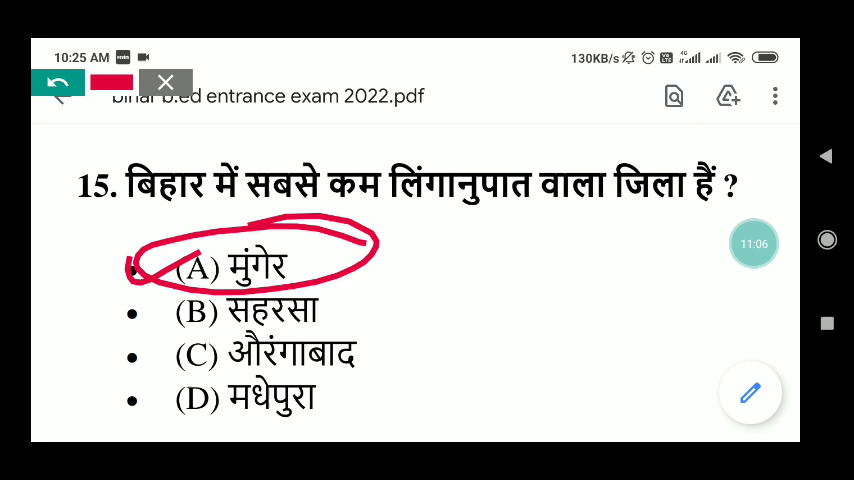 10:25 AM
130KB/s
bihar b.ed entrance exam 2022.pdf
15. बिहार में सबसे कम लिंगानुपात वाला जिला हैं ?
(A) मुंगेर
11:06
(B) सहरसा
(C) औरंगाबाद
(D) मधेपुरा